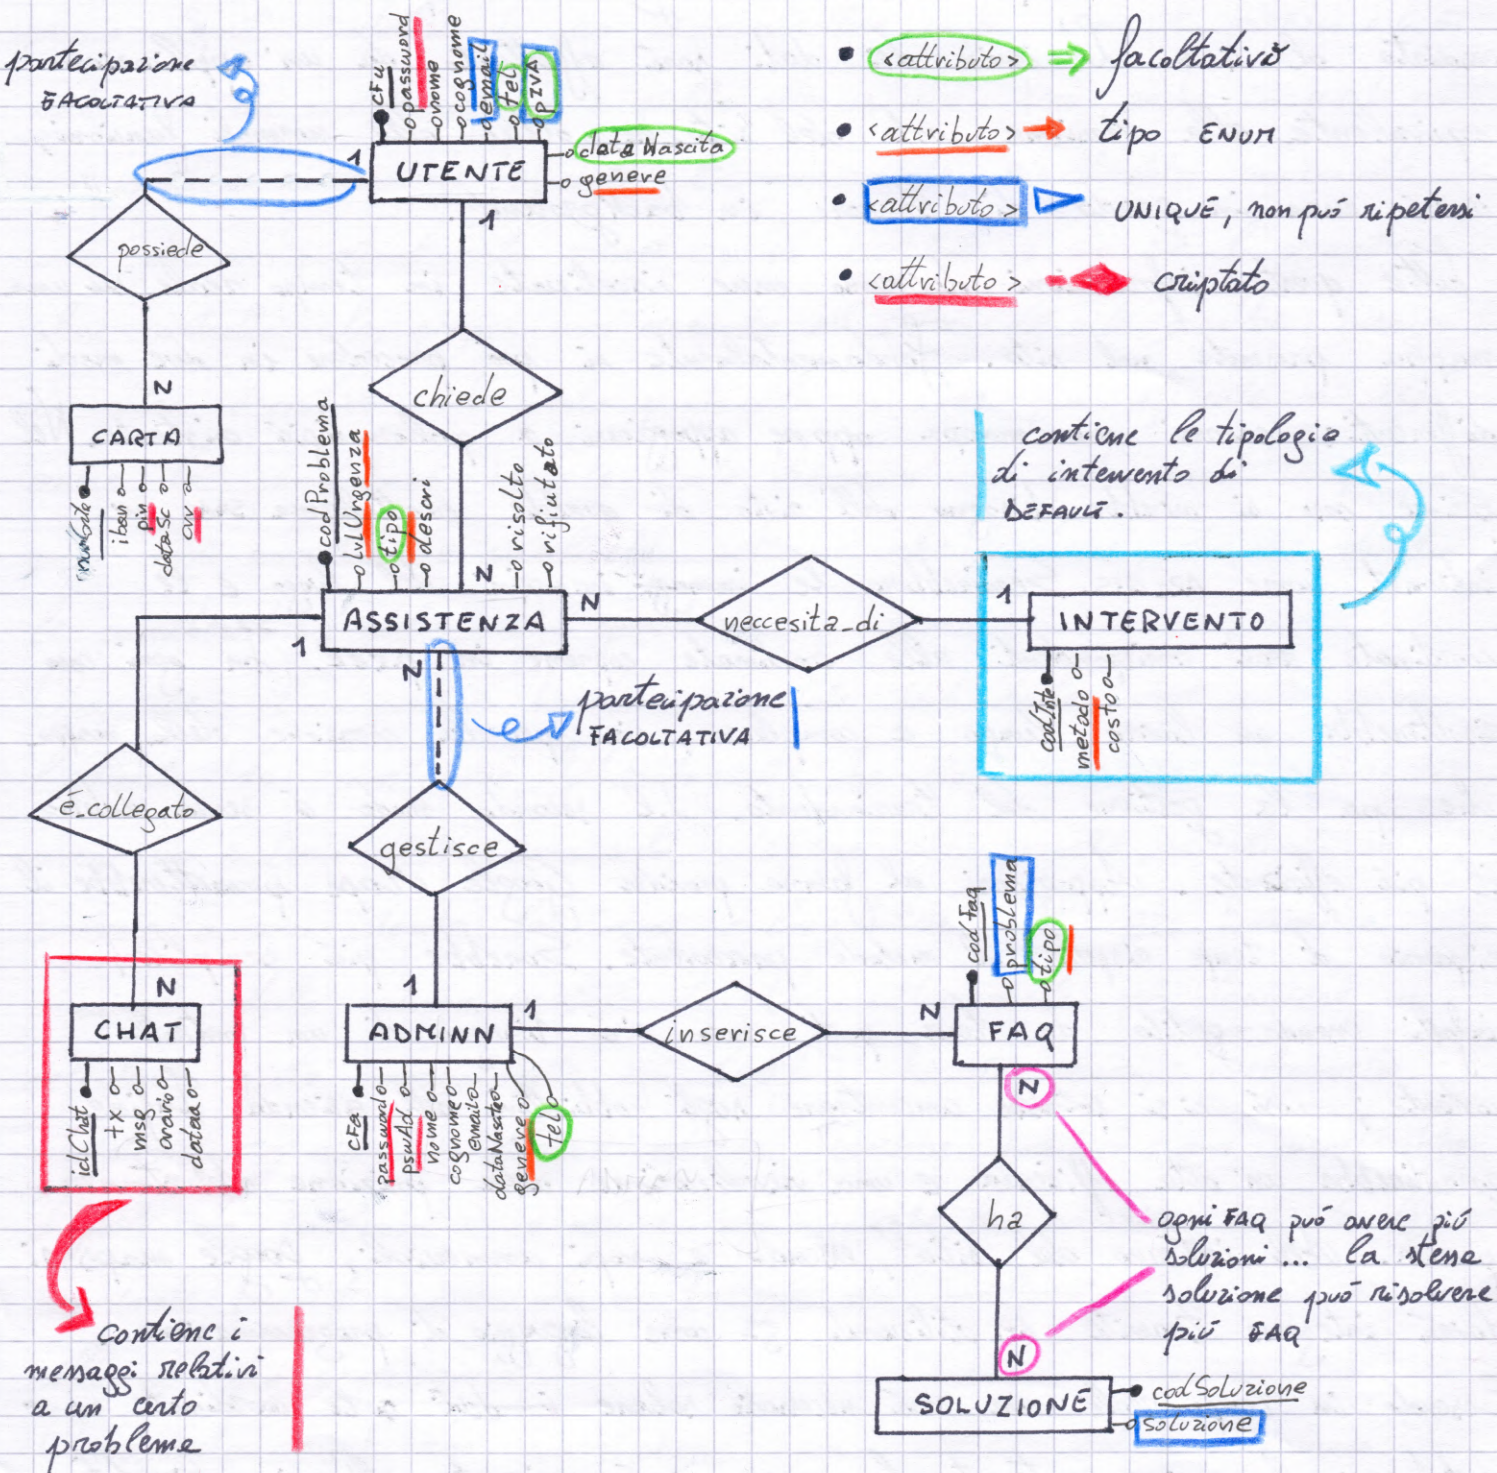 partecipazione
FACOLTATIVA
CFu
password
nome
cognome
email
tel
pIVA
dataNascita
genere
1
UTENTE
1
<attributo> facoltativo
<attributo> tipo ENUM
<attributo> UNIQUE, non può ripetersi
<attributo> criptato
possiede
N
CARTA
iban
pin
dataSc
cvv
chiede
codProblema
lvlUrgenza
tipo
descri
risolto
rifiutato
N
ASSISTENZA
1
N
N
neccesita_di
1
INTERVENTO
codInte
metodo
costo
contiene le tipologie
di intervento di
DEFAULT.
partecipazione
FACOLTATIVA
é_collegato
gestisce
N
CHAT
idChat
tx
msg
orario
dataora
contiene i
messaggi relativi
a un certo
problema
1
ADMINN
CFa
password
pswAd
nome
cognome
email
dataNascita
genere
tel
1
inserisce
N
FAQ
codFaq
problema
tipo
N
ha
N
ogni FAQ può avere più
soluzioni... la stessa
soluzione può risolvere
più FAQ
SOLUZIONE
codSoluzione
soluzione